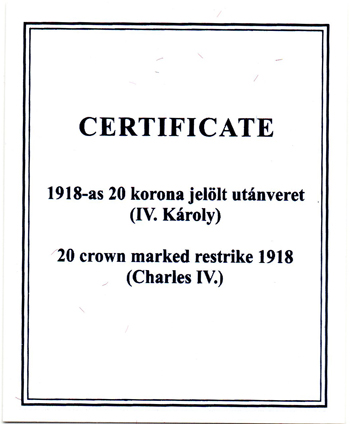 CERTIFICATE
1918-as 20 korona jelölt utánveret
(IV. Károly)
20 crown marked restrike 1918
(Charles IV.)